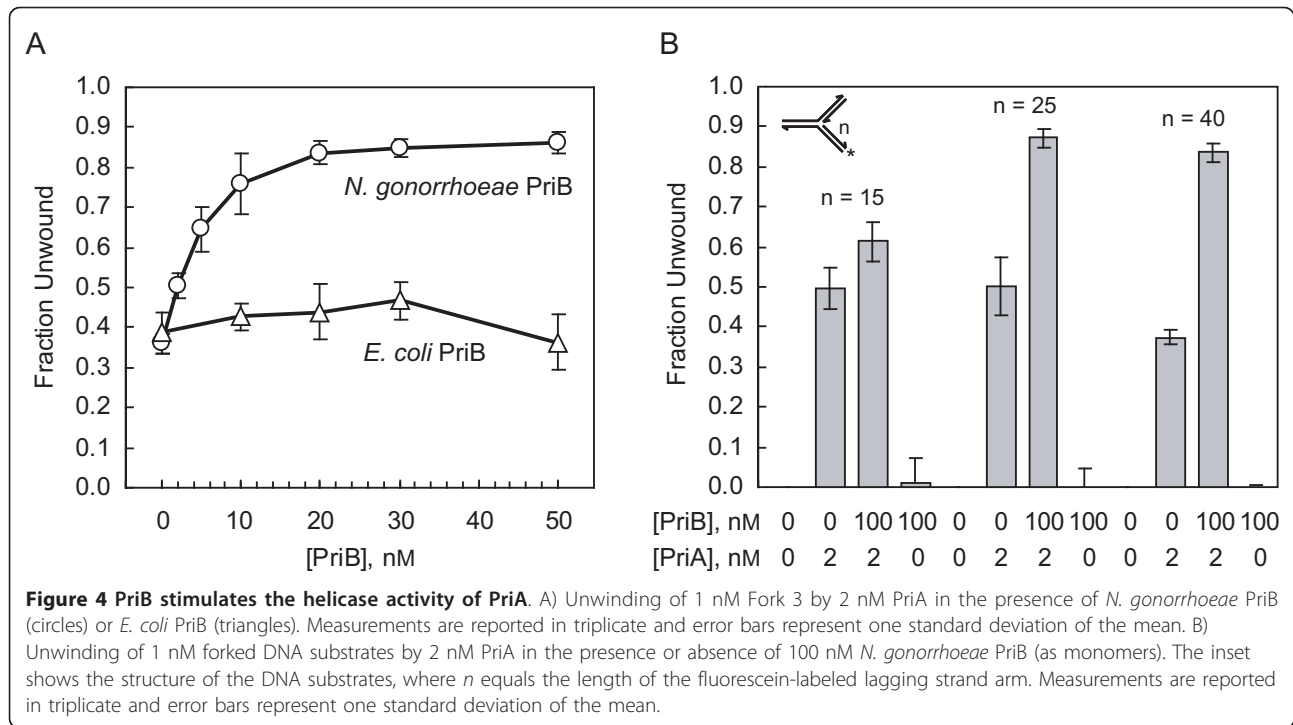 A
1.0
0.9
0.8
0.7
0.6
0.5
0.4
0.3
0.2
0.1
0.0
Fraction Unwound
N. gonorrhoeae PriB
E. coli PriB
0 10 20 30 40 50
[PriB], nM
B
1.0
0.9
0.8
0.7
0.6
0.5
0.4
0.3
0.2
0.1
0.0
Fraction Unwound
n
*
n = 15
n = 25
n = 40
[PriB], nM 0 0 100 100 0 0 100 100 0 0 100 100
[PriA], nM 0 2 2 0 0 2 2 0 0 2 2 0
Figure 4 PriB stimulates the helicase activity of PriA. A) Unwinding of 1 nM Fork 3 by 2 nM PriA in the presence of N. gonorrhoeae PriB
(circles) or E. coli PriB (triangles). Measurements are reported in triplicate and error bars represent one standard deviation of the mean. B)
Unwinding of 1 nM forked DNA substrates by 2 nM PriA in the presence or absence of 100 nM N. gonorrhoeae PriB (as monomers). The inset
shows the structure of the DNA substrates, where n equals the length of the fluorescein-labeled lagging strand arm. Measurements are reported
in triplicate and error bars represent one standard deviation of the mean.